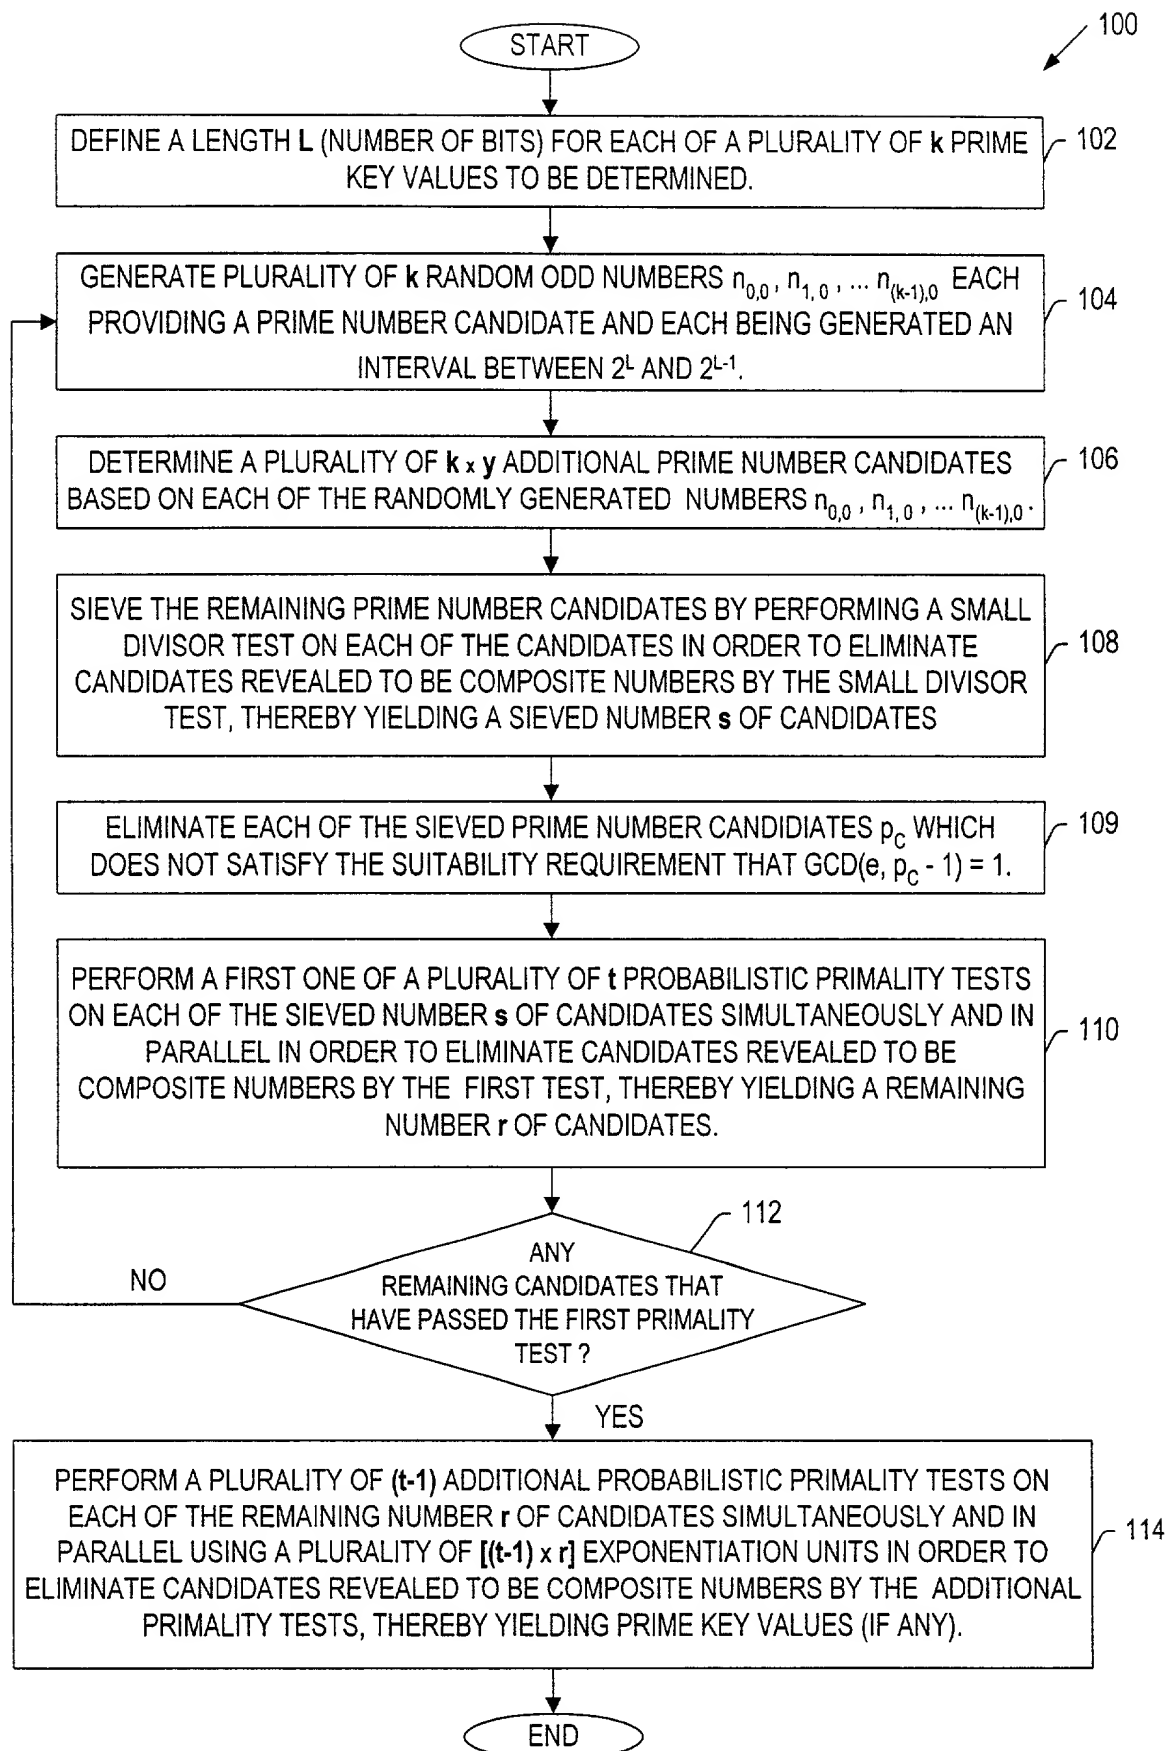 100
START
DEFINE A LENGTH L (NUMBER OF BITS) FOR EACH OF A PLURALITY OF k PRIME
KEY VALUES TO BE DETERMINED.
102
GENERATE PLURALITY OF k RANDOM ODD NUMBERS n0,0 , n1, 0 , ... n(k-1),0 EACH
PROVIDING A PRIME NUMBER CANDIDATE AND EACH BEING GENERATED AN
INTERVAL BETWEEN 2^L AND 2^L-1.
104
DETERMINE A PLURALITY OF k x y ADDITIONAL PRIME NUMBER CANDIDATES
BASED ON EACH OF THE RANDOMLY GENERATED NUMBERS n0,0 , n1, 0 , ... n(k-1),0 .
106
SIEVE THE REMAINING PRIME NUMBER CANDIDATES BY PERFORMING A SMALL
DIVISOR TEST ON EACH OF THE CANDIDATES IN ORDER TO ELIMINATE
CANDIDATES REVEALED TO BE COMPOSITE NUMBERS BY THE SMALL DIVISOR
TEST, THEREBY YIELDING A SIEVED NUMBER s OF CANDIDATES
108
ELIMINATE EACH OF THE SIEVED PRIME NUMBER CANDIDIATES pC WHICH
DOES NOT SATISFY THE SUITABILITY REQUIREMENT THAT GCD(e, pC - 1) = 1.
109
PERFORM A FIRST ONE OF A PLURALITY OF t PROBABILISTIC PRIMALITY TESTS
ON EACH OF THE SIEVED NUMBER s OF CANDIDATES SIMULTANEOUSLY AND IN
PARALLEL IN ORDER TO ELIMINATE CANDIDATES REVEALED TO BE
COMPOSITE NUMBERS BY THE FIRST TEST, THEREBY YIELDING A REMAINING
NUMBER r OF CANDIDATES.
110
112
ANY
REMAINING CANDIDATES THAT
HAVE PASSED THE FIRST PRIMALITY
TEST ?
NO
YES
PERFORM A PLURALITY OF (t-1) ADDITIONAL PROBABILISTIC PRIMALITY TESTS ON
EACH OF THE REMAINING NUMBER r OF CANDIDATES SIMULTANEOUSLY AND IN
PARALLEL USING A PLURALITY OF [(t-1) x r] EXPONENTIATION UNITS IN ORDER TO
ELIMINATE CANDIDATES REVEALED TO BE COMPOSITE NUMBERS BY THE ADDITIONAL
PRIMALITY TESTS, THEREBY YIELDING PRIME KEY VALUES (IF ANY).
114
END